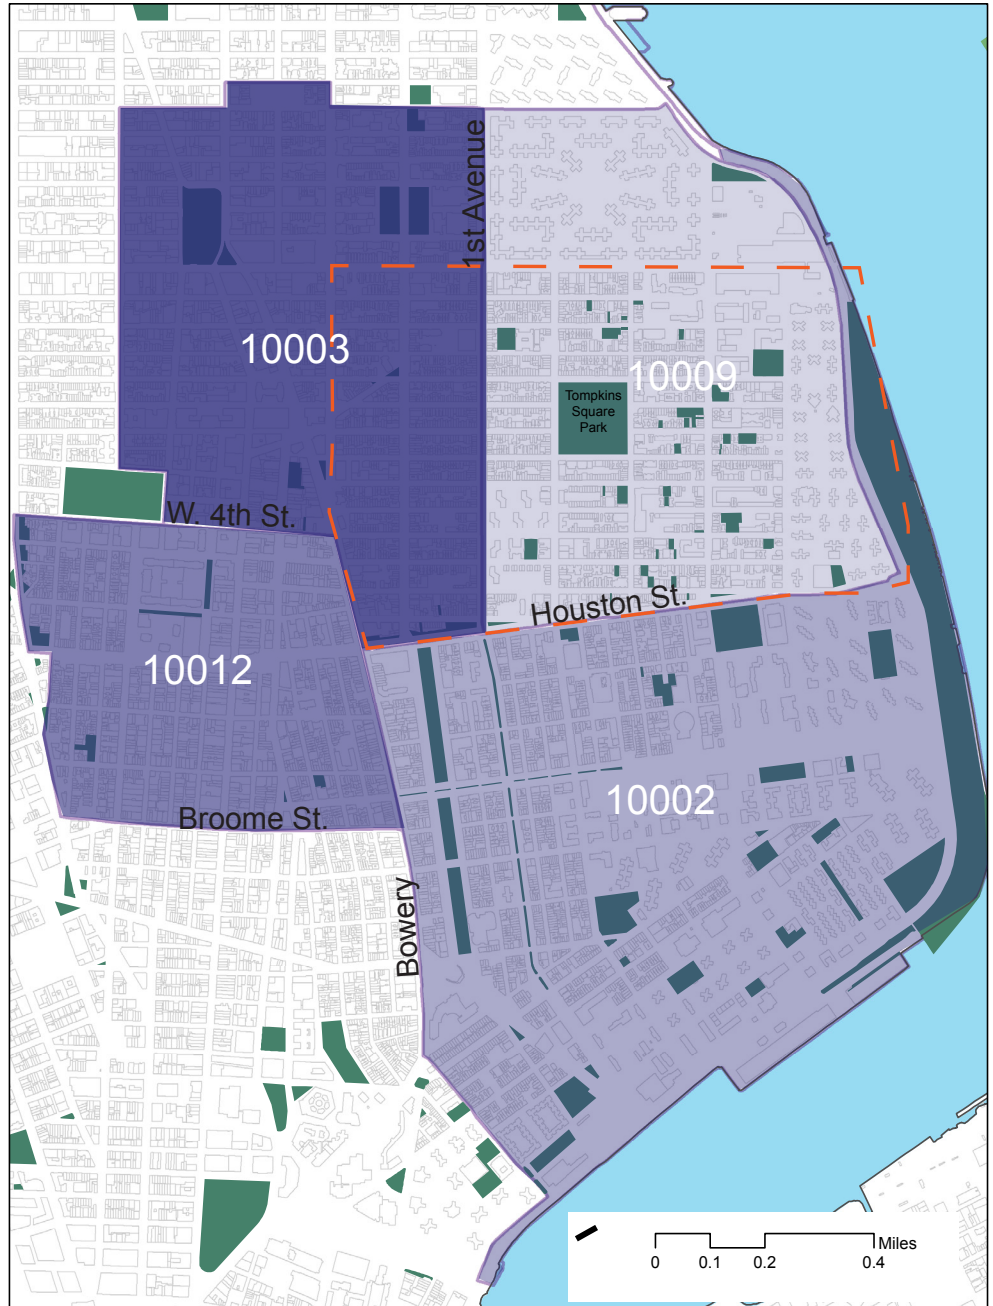 1st Avenue
10003
10009
Tompkins
Square
Park
W. 4th St.
Houston St.
10012
10002
Broome St.
Bowery
Miles
0 0.1 0.2 0.4